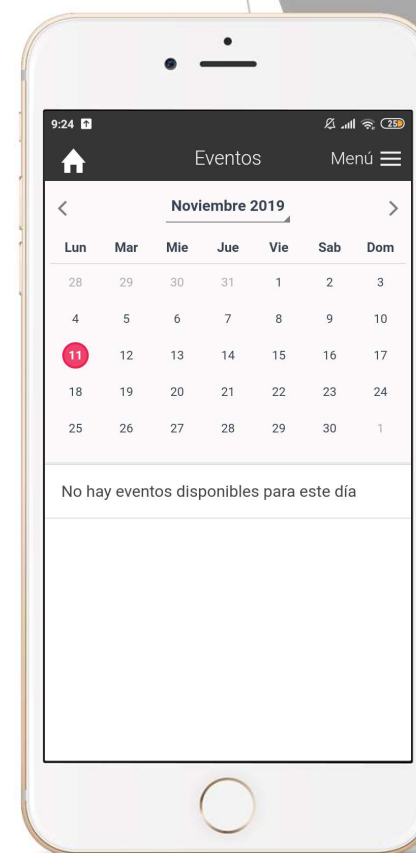 9:24 25
Eventos Menú
Noviembre 2019
Lun Mar Mie Jue Vie Sab Dom
28 29 30 31 1 2 3
4 5 6 7 8 9 10
11 12 13 14 15 16 17
18 19 20 21 22 23 24
25 26 27 28 29 30 1
No hay eventos disponibles para este día